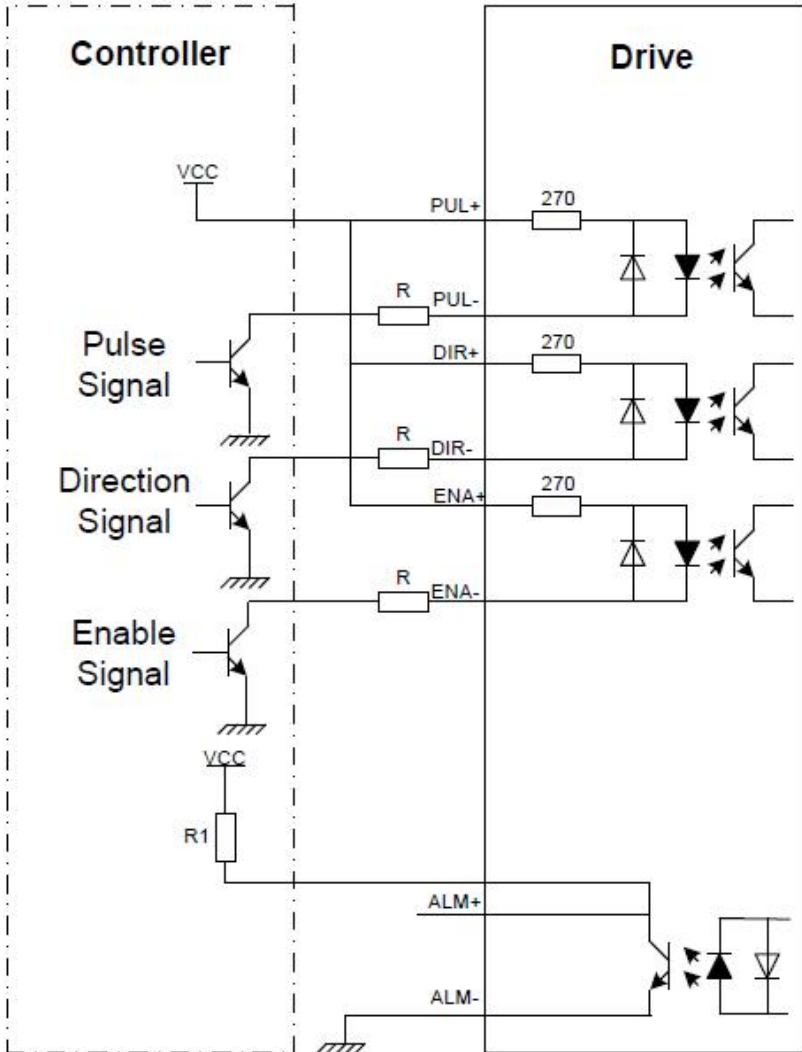 Controller
Drive
VCC
PUL+
270
R
PUL-
Pulse
Signal
DIR+
270
R
DIR-
Direction
Signal
ENA+
270
R
ENA-
Enable
Signal
VCC
R1
ALM+
ALM-